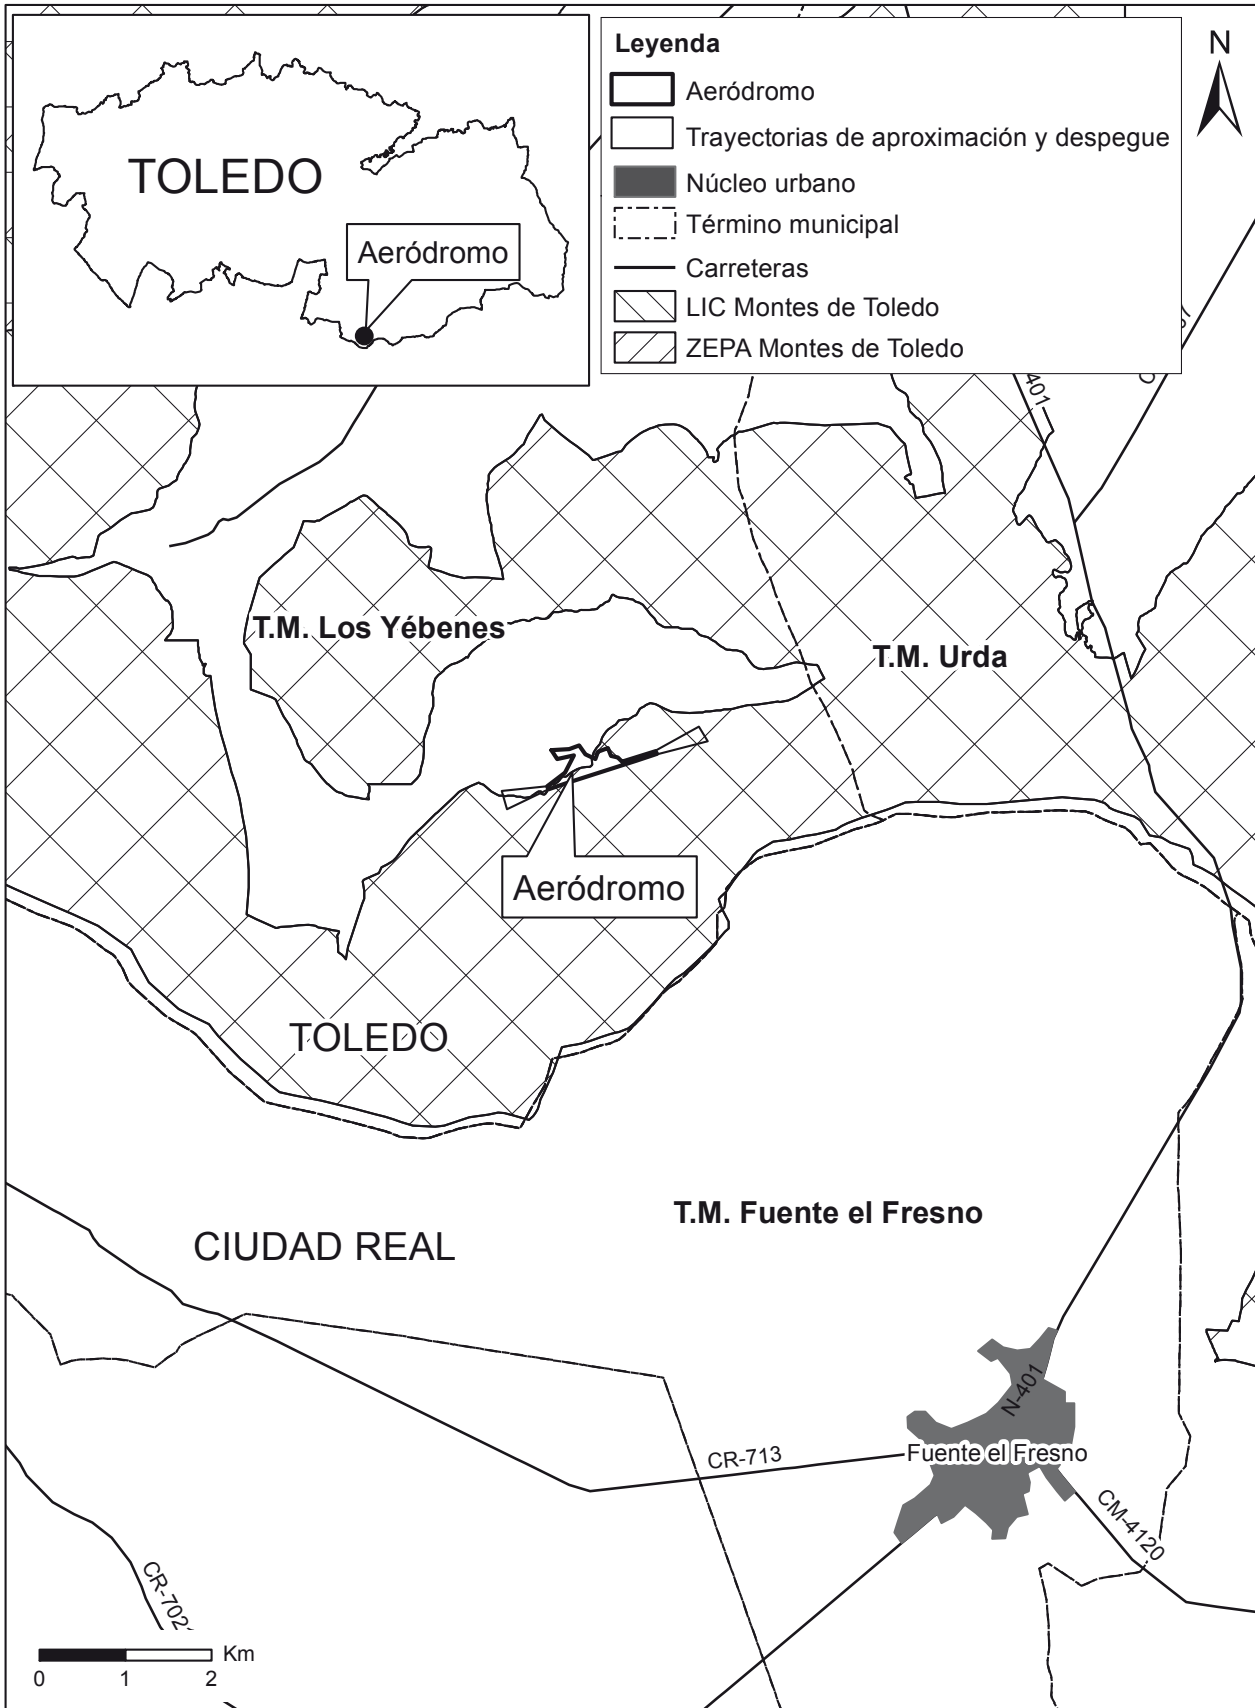 TOLEDO
Aeródromo
Leyenda
Aeródromo
Trayectorias de aproximación y despegue
Núcleo urbano
Término municipal
Carreteras
LIC Montes de Toledo
ZEPA Montes de Toledo
N
401
T.M. Los Yébenes
T.M. Urda
Aeródromo
TOLEDO
T.M. Fuente el Fresno
CIUDAD REAL
N-401
CR-713
Fuente el Fresno
CM-4120
CR-702
Km
0 1 2